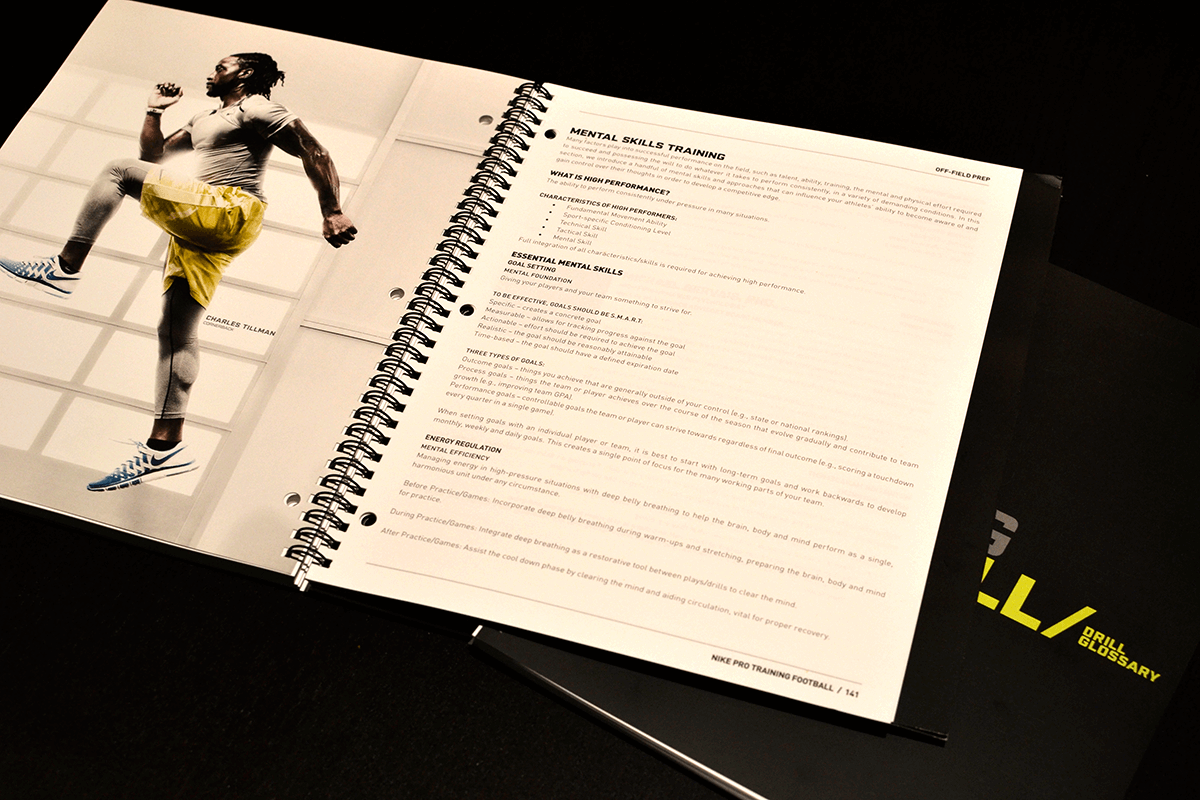 CHARLES TILLMAN
CORNERBACK
OFF-FIELD PREP
MENTAL SKILLS TRAINING
Many factors play into successful performance on the field, such as talent, ability, training, the mental and physical effort required
to succeed and possessing the will to do whatever it takes to perform consistently, in a variety of demanding conditions. In this
section, we introduce a handful of mental skills and approaches that can influence your athletes' ability to become aware of and
gain control over their thoughts in order to develop a competitive edge.
WHAT IS HIGH PERFORMANCE?
The ability to perform consistently under pressure in many situations.
CHARACTERISTICS OF HIGH PERFORMERS:
• Fundamental Movement Ability
• Sport-specific Conditioning Level
• Technical Skill
• Tactical Skill
• Mental Skill
Full integration of all characteristics/skills is required for achieving high performance.
ESSENTIAL MENTAL SKILLS
GOAL SETTING
MENTAL FOUNDATION
Giving your players and your team something to strive for.
TO BE EFFECTIVE, GOALS SHOULD BE S.M.A.R.T:
Specific – creates a concrete goal
Measurable – allows for tracking progress against the goal
Actionable – effort should be required to achieve the goal
Realistic – the goal should be reasonably attainable
Time-based – the goal should have a defined expiration date
THREE TYPES OF GOALS:
Outcome goals – things you achieve that are generally outside of your control (e.g., state or national rankings).
Process goals – things the team or player achieves over the course of the season that evolve gradually and contribute to team
growth (e.g., improving team GPA).
Performance goals – controllable goals the team or player can strive towards regardless of final outcome (e.g., scoring a touchdown
every quarter in a single game).
When setting goals with an individual player or team, it is best to start with long-term goals and work backwards to develop
monthly, weekly and daily goals. This creates a single point of focus for the many working parts of your team.
ENERGY REGULATION
MENTAL EFFICIENCY
Managing energy in high-pressure situations with deep belly breathing to help the brain, body and mind perform as a single,
harmonious unit under any circumstance.
Before Practice/Games: Incorporate deep belly breathing during warm-ups and stretching, preparing the brain, body and mind
for practice.
During Practice/Games: Integrate deep breathing as a restorative tool between plays/drills to clear the mind.
After Practice/Games: Assist the cool down phase by clearing the mind and aiding circulation, vital for proper recovery.
NIKE PRO TRAINING FOOTBALL / 141
G
LL/
DRILL
GLOSSARY